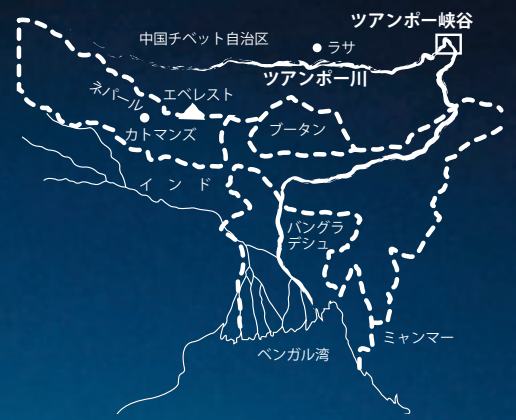 ツアンポー峡谷
中国チベット自治区
ラサ
ツアンポー川
ネパール
エベレスト
カトマンズ
ブータン
インド
バングラ
デシュ
ミャンマー
ベンガル湾